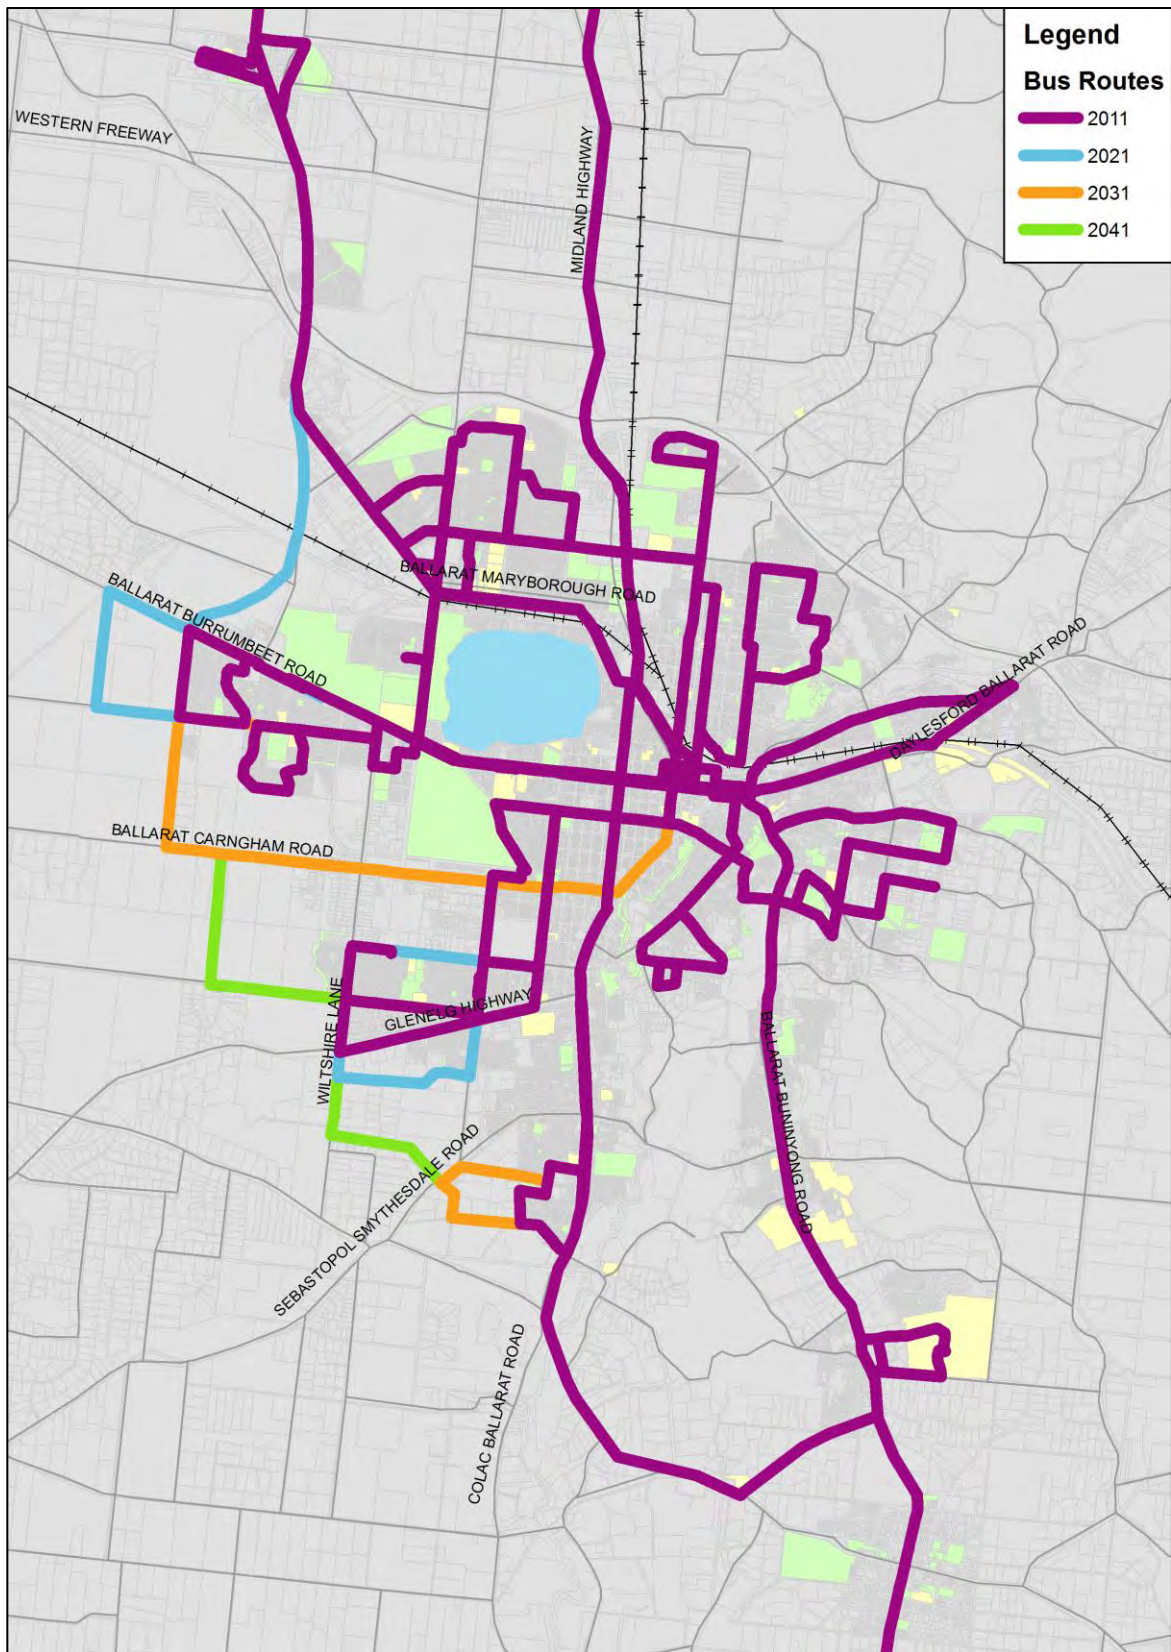 Legend
Bus Routes
2011
2021
2031
2041
WESTERN FREEWAY
MIDLAND HIGHWAY
BALLARAT MARYBOROUGH ROAD
BALLARAT BURRUMBEET ROAD
DAYLESFORD BALLARAT ROAD
BALLARAT CARNGHAM ROAD
GLENELG HIGHWAY
WILTSHIRE LANE
BALLARAT BUNINYONG ROAD
SEBASTOPOL SMYTHESDALE ROAD
COLAC BALLARAT ROAD